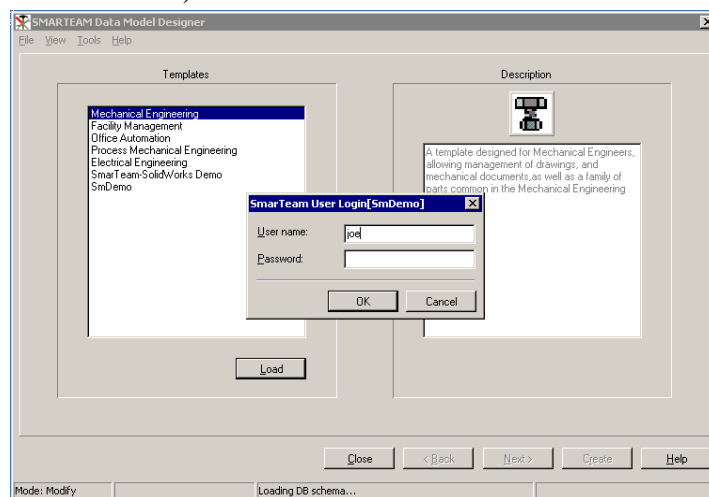 SMARTEAM Data Model Designer
File View Tools Help
Templates
Description
Mechanical Engineering
Facility Management
Office Automation
Process Mechanical Engineering
Electrical Engineering
SmarTeam-SolidWorks Demo
SmDemo
A template designed for Mechanical Engineers,
allowing management of drawings, and
mechanical documents,as well as a family of
parts common in the Mechanical Engineering
SmarTeam User Login[SmDemo]
User name: joe
Password:
OK Cancel
Load
Close < Back Next > Create Help
Mode: Modify Loading DB schema...